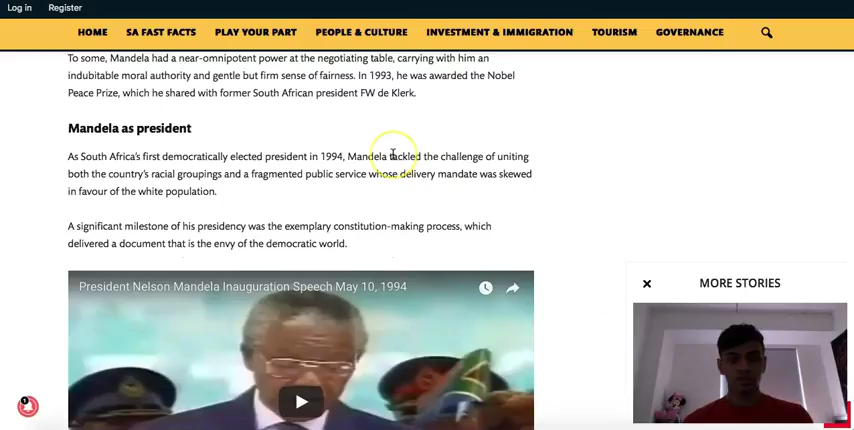 Log in Register
HOME SA FAST FACTS PLAY YOUR PART PEOPLE & CULTURE INVESTMENT & IMMIGRATION TOURISM GOVERNANCE
To some, Mandela had a near-omnipotent power at the negotiating table, carrying with him an
indubitable moral authority and gentle but firm sense of fairness. In 1993, he was awarded the Nobel
Peace Prize, which he shared with former South African president FW de Klerk.
Mandela as president
As South Africa's first democratically elected president in 1994, Mandela tackled the challenge of uniting
both the country's racial groupings and a fragmented public service whose delivery mandate was skewed
in favour of the white population.
A significant milestone of his presidency was the exemplary constitution-making process, which
delivered a document that is the envy of the democratic world.
President Nelson Mandela Inauguration Speech May 10, 1994
MORE STORIES
1